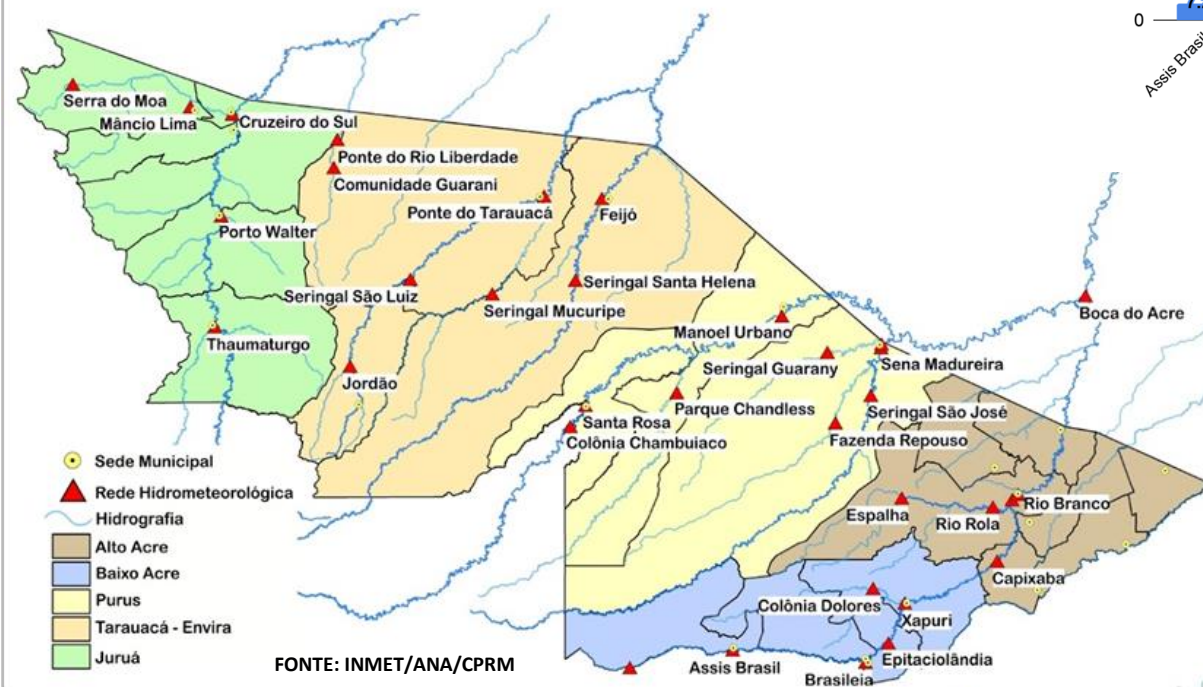 0
Assis Brasil
Serra do Moa
Mâncio Lima
Cruzeiro do Sul
Ponte do Rio Liberdade
Comunidade Guarani
Ponte do Tarauacá
Feijó
Porto Walter
Seringal São Luiz
Seringal Santa Helena
Seringal Mucuripe
Boca do Acre
Thaumaturgo
Manoel Urbano
Seringal Guarany
Sena Madureira
Jordão
Parque Chandless
Seringal São José
Santa Rosa
Colônia Chambuiaco
Fazenda Repouso
Espalha
Rio Rola
Rio Branco
Capixaba
Colônia Dolores
Xapuri
Epitaciolândia
Assis Brasil
Brasileia
Sede Municipal
Rede Hidrometeorológica
Hidrografia
Alto Acre
Baixo Acre
Purus
Tarauacá - Envira
Juruá
FONTE: INMET/ANA/CPRM